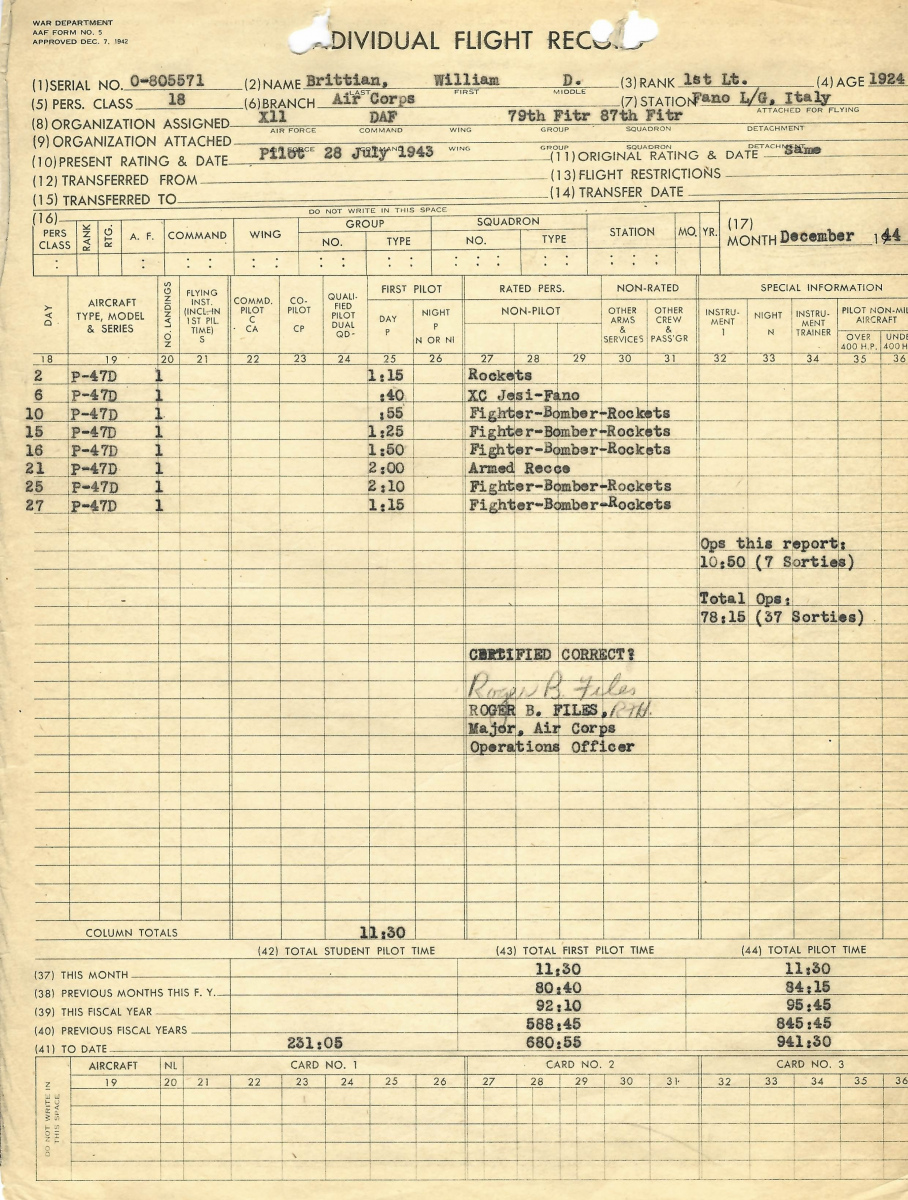 WAR DEPARTMENT
AAF FORM NO. 5
APPROVED DEC. 7, 1942
DIVIDUAL FLIGHT REC
(1) SERIAL NO. O-805571 (2) NAME Brittian, William D. (3) RANK 1st Lt. (4) AGE 1924
LAST FIRST MIDDLE
(5) PERS. CLASS 18 (6) BRANCH Air Corps (7) STATION Fano L/G, Italy
ATTACHED FOR FLYING
(8) ORGANIZATION ASSIGNED X11 DAF 79th Fitr 87th Fitr
AIR FORCE COMMAND WING GROUP SQUADRON DETACHMENT
(9) ORGANIZATION ATTACHED
WING GROUP SQUADRON
(10) PRESENT RATING & DATE Pilot 28 July 1943 (11) ORIGINAL RATING & DATE Same
(12) TRANSFERRED FROM (13) FLIGHT RESTRICTIONS
(15) TRANSFERRED TO (14) TRANSFER DATE
DO NOT WRITE IN THIS SPACE
(16) PERS CLASS RANK RTG. A. F. COMMAND WING GROUP NO. TYPE SQUADRON NO. TYPE STATION MO. YR. (17) MONTH December 144
DAY AIRCRAFT TYPE, MODEL & SERIES NO. LANDINGS FLYING INST. (INCL. IN 1ST PIL. TIME) S COMMD. PILOT C CA CO-PILOT CP QUALI-FIED PILOT DUAL QD- FIRST PILOT DAY P NIGHT P N OR NI RATED PERS. NON-PILOT NON-RATED OTHER ARMS & SERVICES OTHER CREW & PASS'GR SPECIAL INFORMATION INSTRU-MENT I NIGHT N INSTRU-MENT TRAINER PILOT NON-MIL AIRCRAFT OVER 400 H.P. UNDE 400 H
18 19 20 21 22 23 24 25 26 27 28 29 30 31 32 33 34 35 36
2 P-47D 1 1:15 Rockets
6 P-47D 1 :40 XC Jesi-Fano
10 P-47D 1 :55 Fighter-Bomber-Rockets
15 P-47D 1 1:25 Fighter-Bomber-Rockets
16 P-47D 1 1:50 Fighter-Bomber-Rockets
21 P-47D 1 2:00 Armed Recce
25 P-47D 1 2:10 Fighter-Bomber-Rockets
27 P-47D 1 1:15 Fighter-Bomber-Rockets
Ops this report:
10:50 (7 Sorties)
Total Ops:
78:15 (37 Sorties)
CERTIFIED CORRECT:
Roger B. Files
ROGER B. FILES, RTH.
Major, Air Corps
Operations Officer
COLUMN TOTALS 11:30
(42) TOTAL STUDENT PILOT TIME (43) TOTAL FIRST PILOT TIME (44) TOTAL PILOT TIME
(37) THIS MONTH 11:30 11:30
(38) PREVIOUS MONTHS THIS F. Y. 80:40 84:15
(39) THIS FISCAL YEAR 92:10 95:45
(40) PREVIOUS FISCAL YEARS 588:45 845:45
(41) TO DATE 231:05 680:55 941:30
AIRCRAFT NL CARD NO. 1 CARD NO. 2 CARD NO. 3
19 20 21 22 23 24 25 26 27 28 29 30 31 32 33 34 35 36
DO NOT WRITE IN THIS SPACE